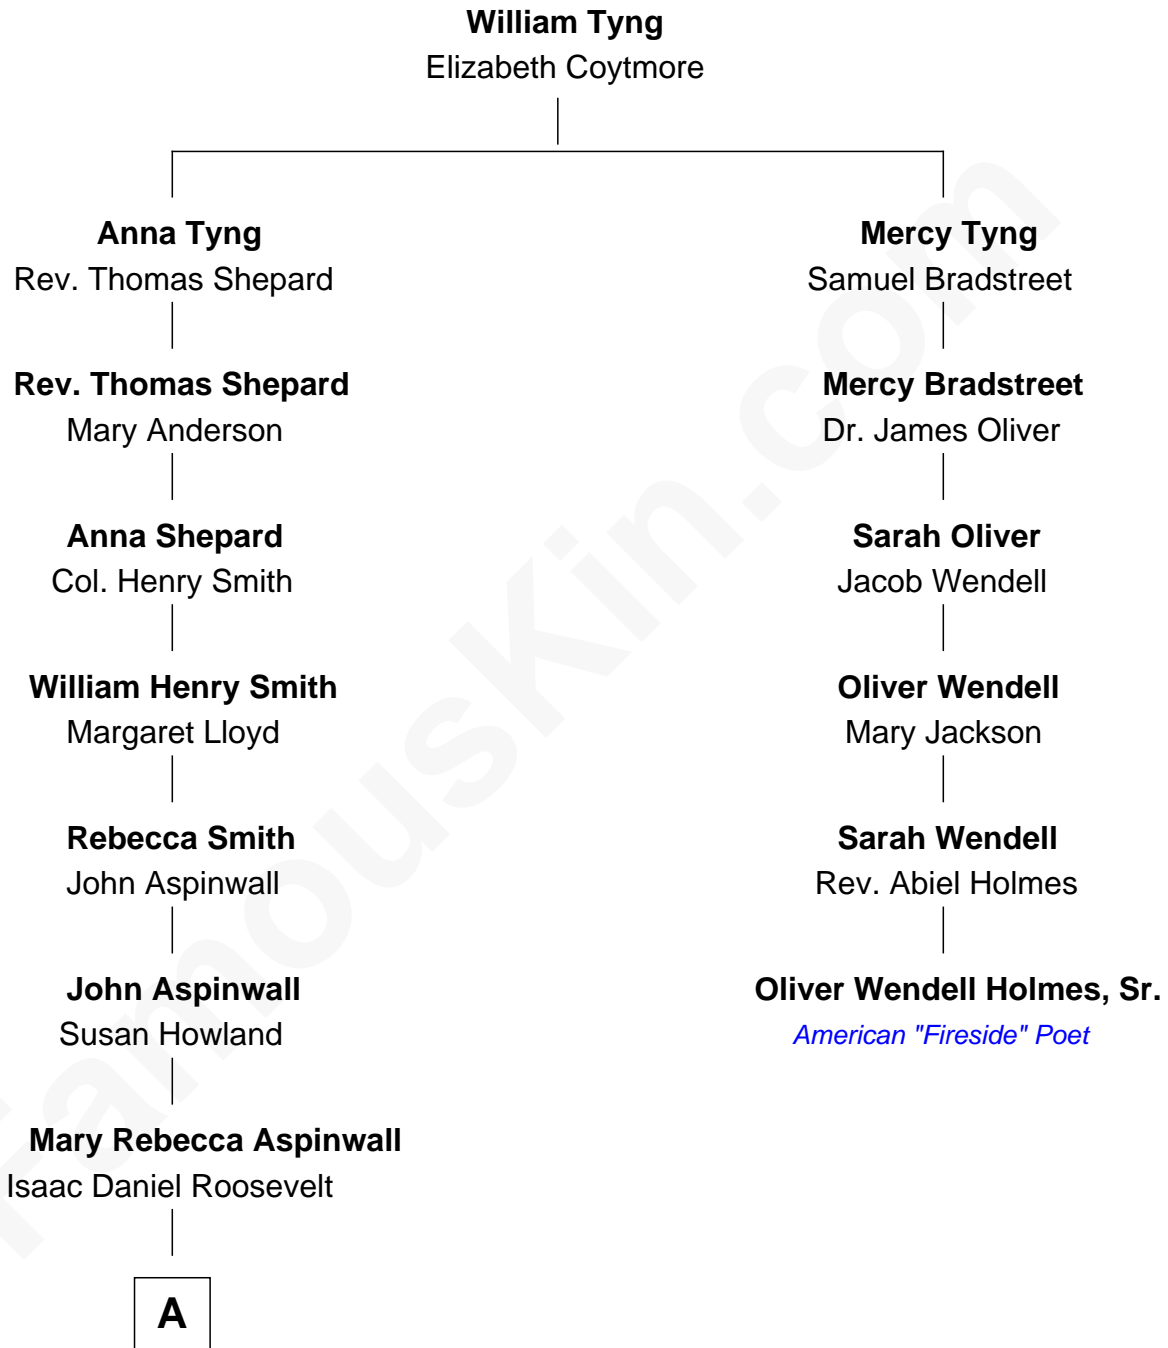 William Tyng
Elizabeth Coytmore
Anna Tyng
Rev. Thomas Shepard
Mercy Tyng
Samuel Bradstreet
Rev. Thomas Shepard
Mary Anderson
Mercy Bradstreet
Dr. James Oliver
Anna Shepard
Col. Henry Smith
Sarah Oliver
Jacob Wendell
William Henry Smith
Margaret Lloyd
Oliver Wendell
Mary Jackson
Rebecca Smith
John Aspinwall
Sarah Wendell
Rev. Abiel Holmes
John Aspinwall
Susan Howland
Oliver Wendell Holmes, Sr.
American "Fireside" Poet
Mary Rebecca Aspinwall
Isaac Daniel Roosevelt
A
FamousKin.com